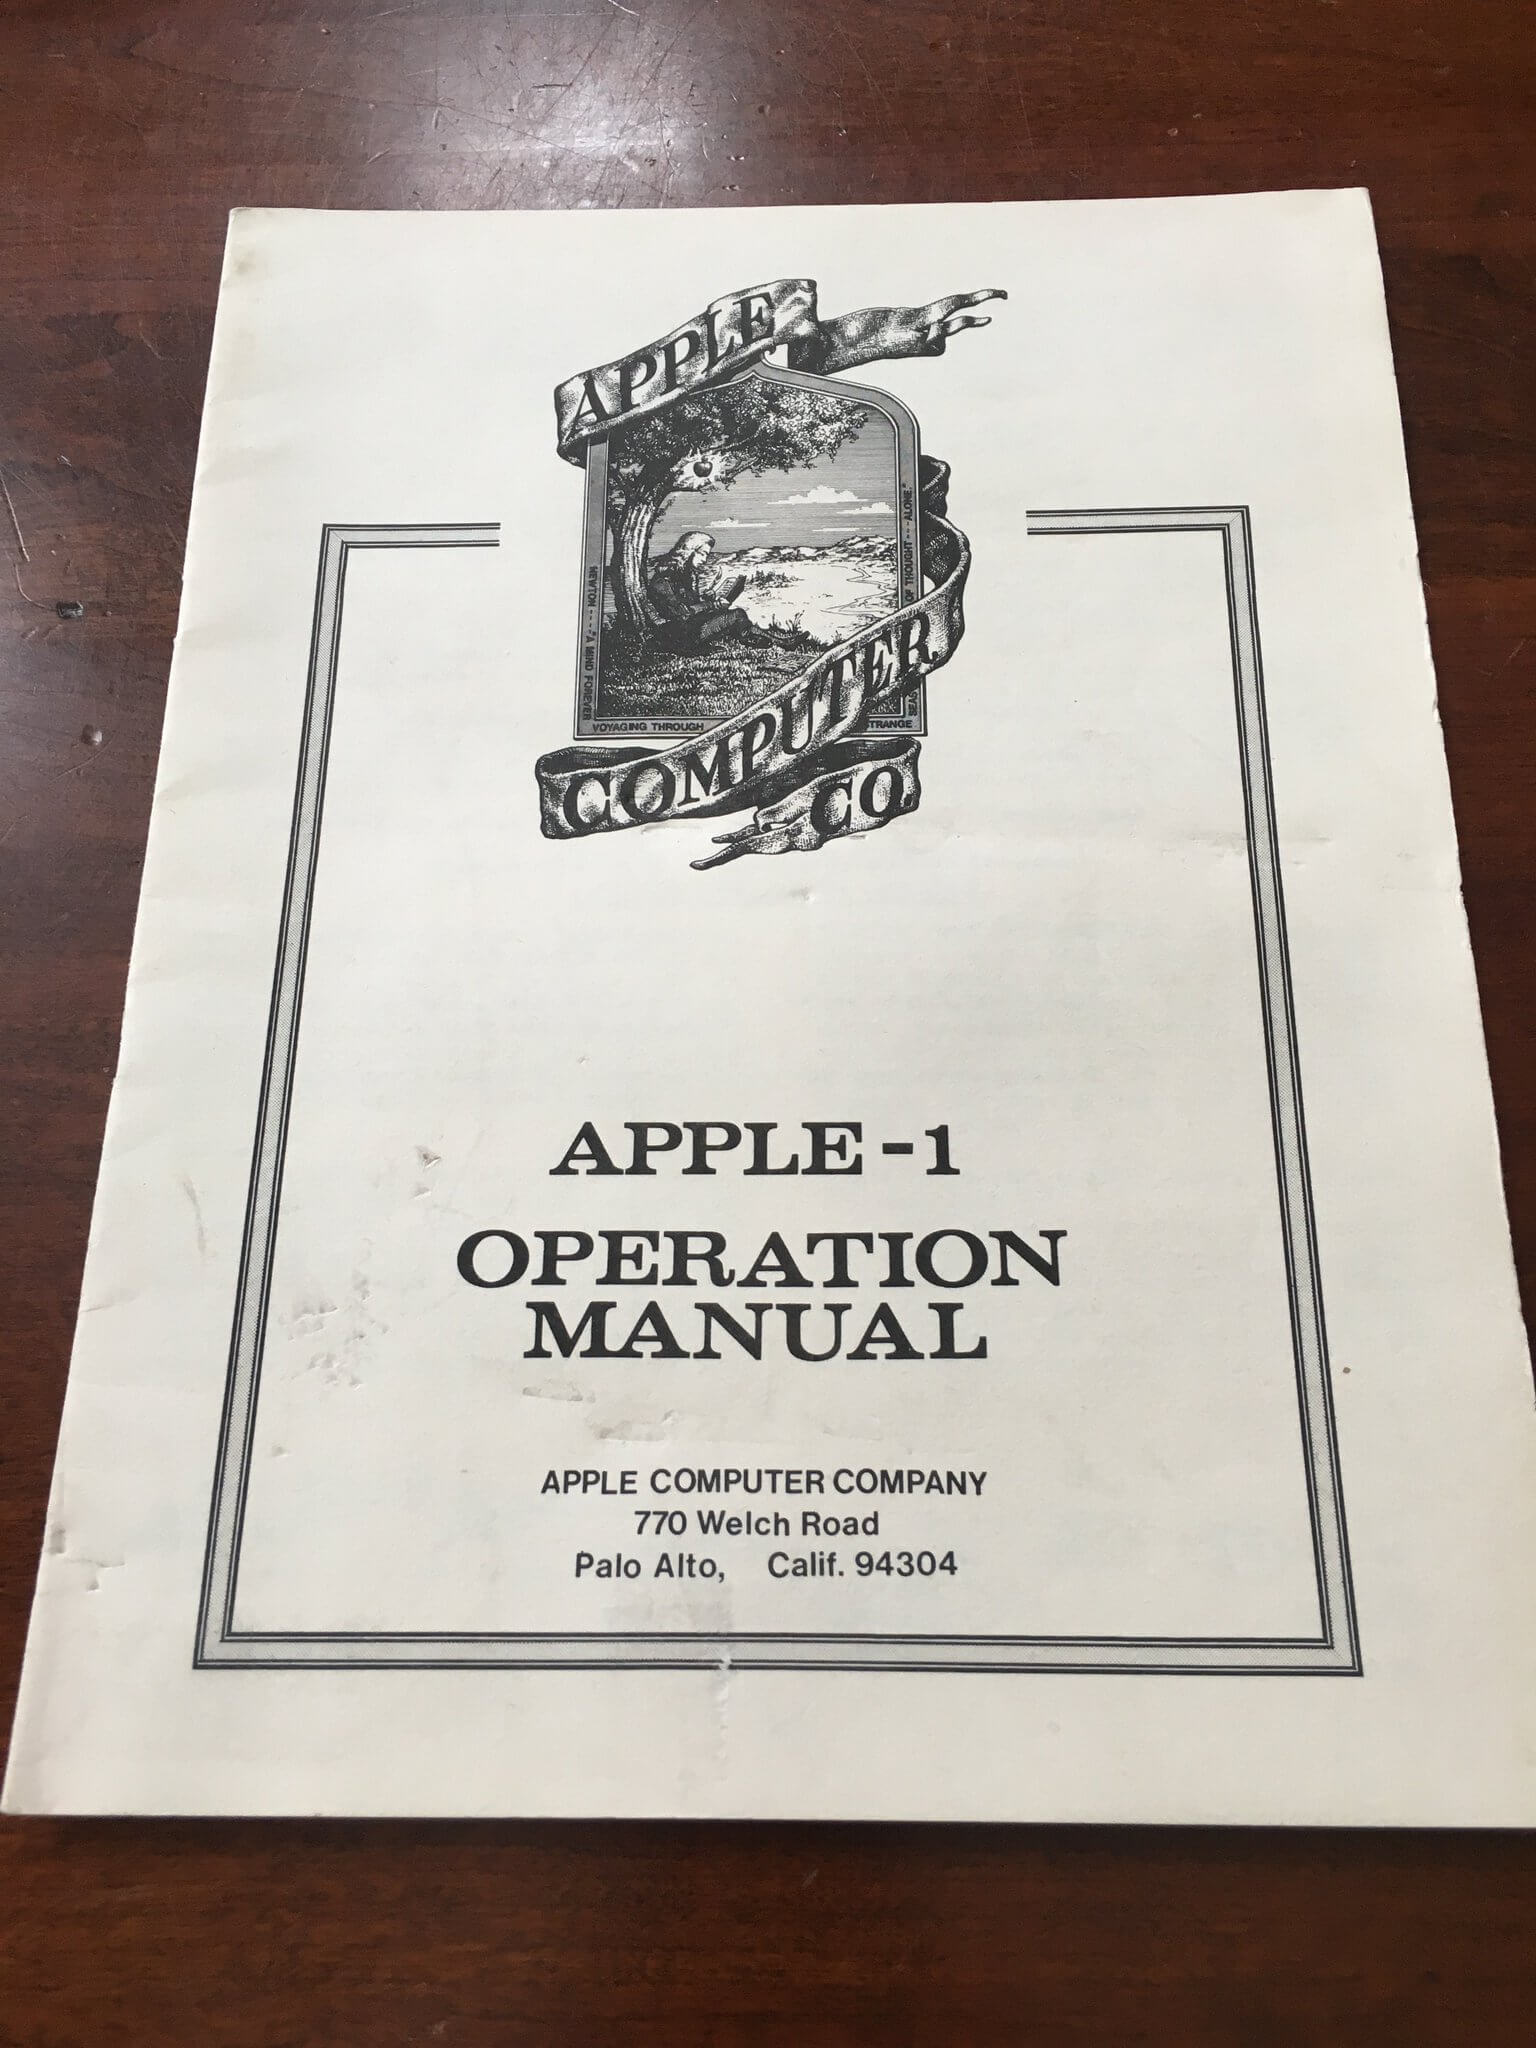 APPLE
COMPUTER
CO.
NEWTON---"A MIND FOREVER
VOYAGING THROUGH
STRANGE
SEAS
OF THOUGHT---ALONE."
APPLE-1
OPERATION
MANUAL
APPLE COMPUTER COMPANY
770 Welch Road
Palo Alto, Calif. 94304